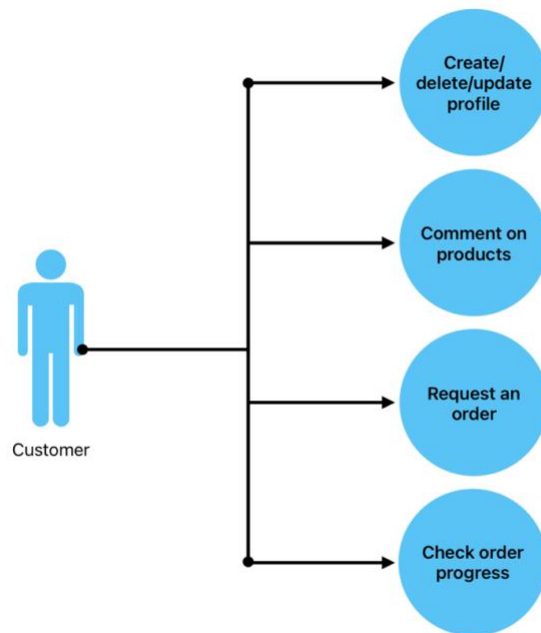 Create/
delete/update
profile
Comment on
products
Customer
Request an
order
Check order
progress